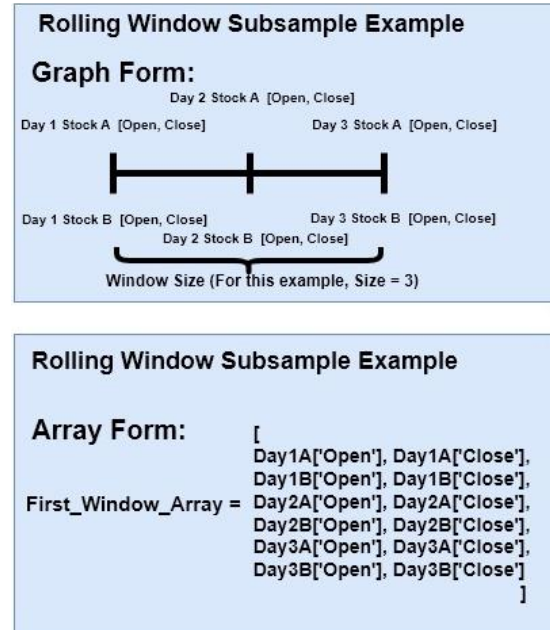 Rolling Window Subsample Example
Graph Form:
Day 2 Stock A [Open, Close]
Day 1 Stock A [Open, Close] Day 3 Stock A [Open, Close]
Day 1 Stock B [Open, Close] Day 3 Stock B [Open, Close]
Day 2 Stock B [Open, Close]
Window Size (For this example, Size = 3)
Rolling Window Subsample Example
Array Form:
[
Day1A['Open'], Day1A['Close'],
Day1B['Open'], Day1B['Close'],
First_Window_Array = Day2A['Open'], Day2A['Close'],
Day2B['Open'], Day2B['Close'],
Day3A['Open'], Day3A['Close'],
Day3B['Open'], Day3B['Close']
]